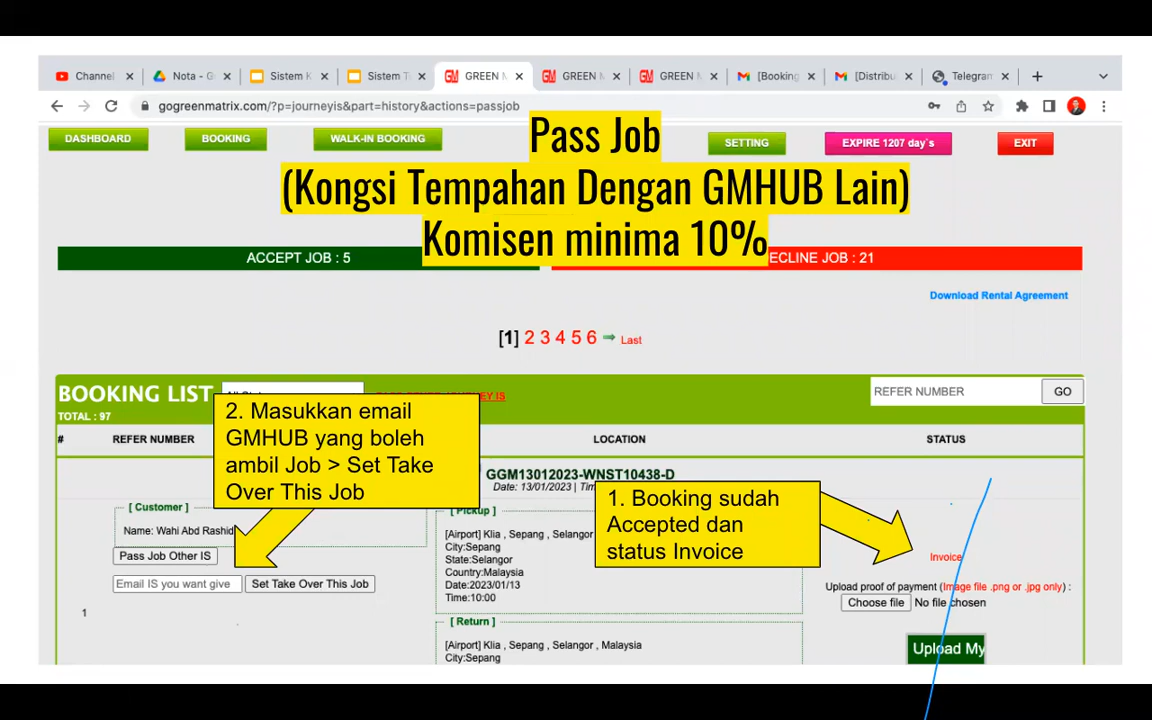 Channel
Nota - G
Sistem K
Sistem T
GREEN M
GREEN M
GREEN M
[Booking
[Distribu
Telegram
gogreenmatrix.com/?p=journeyis&part=history&actions=passjob
DASHBOARD
BOOKING
WALK-IN BOOKING
SETTING
EXPIRE 1207 day`s
EXIT
Pass Job
(Kongsi Tempahan Dengan GMHUB Lain)
Komisen minima 10%
ACCEPT JOB : 5
ECLINE JOB : 21
Download Rental Agreement
[1] 2 3 4 5 6 Last
BOOKING LIST
REFER NUMBER
GO
TOTAL : 97
# REFER NUMBER LOCATION STATUS
2. Masukkan email
GMHUB yang boleh
ambil Job > Set Take
Over This Job
GGM13012023-WNST10438-D
Date: 13/01/2023 |
1. Booking sudah
Accepted dan
status Invoice
[ Customer ]
Name: Wahi Abd Rashid
Pass Job Other IS
Email IS you want give
Set Take Over This Job
1
[ Pickup ]
[Airport] Klia , Sepang , Selangor
City:Sepang
State:Selangor
Country:Malaysia
Date:2023/01/13
Time:10:00
[ Return ]
[Airport] Klia , Sepang , Selangor , Malaysia
City:Sepang
Invoice
Upload proof of payment (Image file .png or .jpg only) :
Choose file No file chosen
Upload My